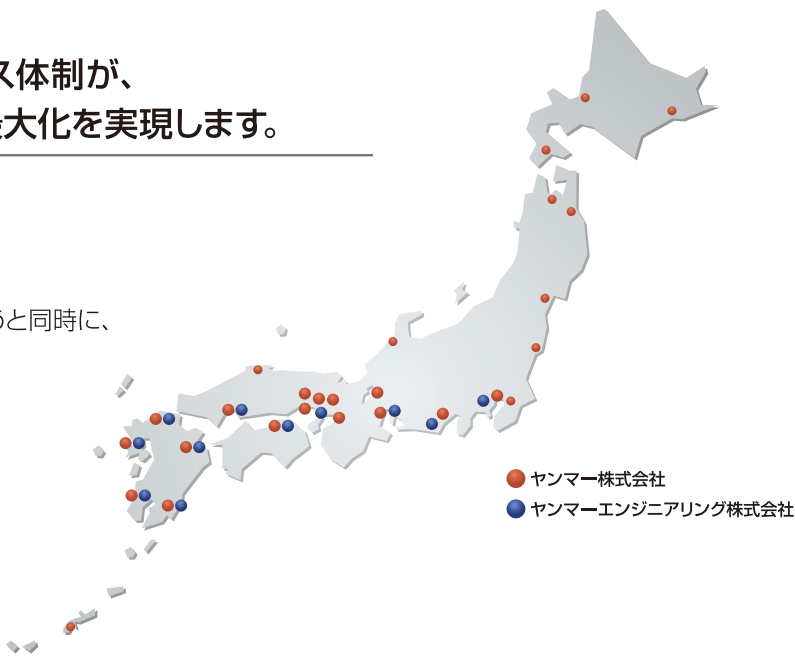 ス体制が、
最大化を実現します。
うと同時に、
ヤンマー株式会社
ヤンマーエンジニアリング株式会社